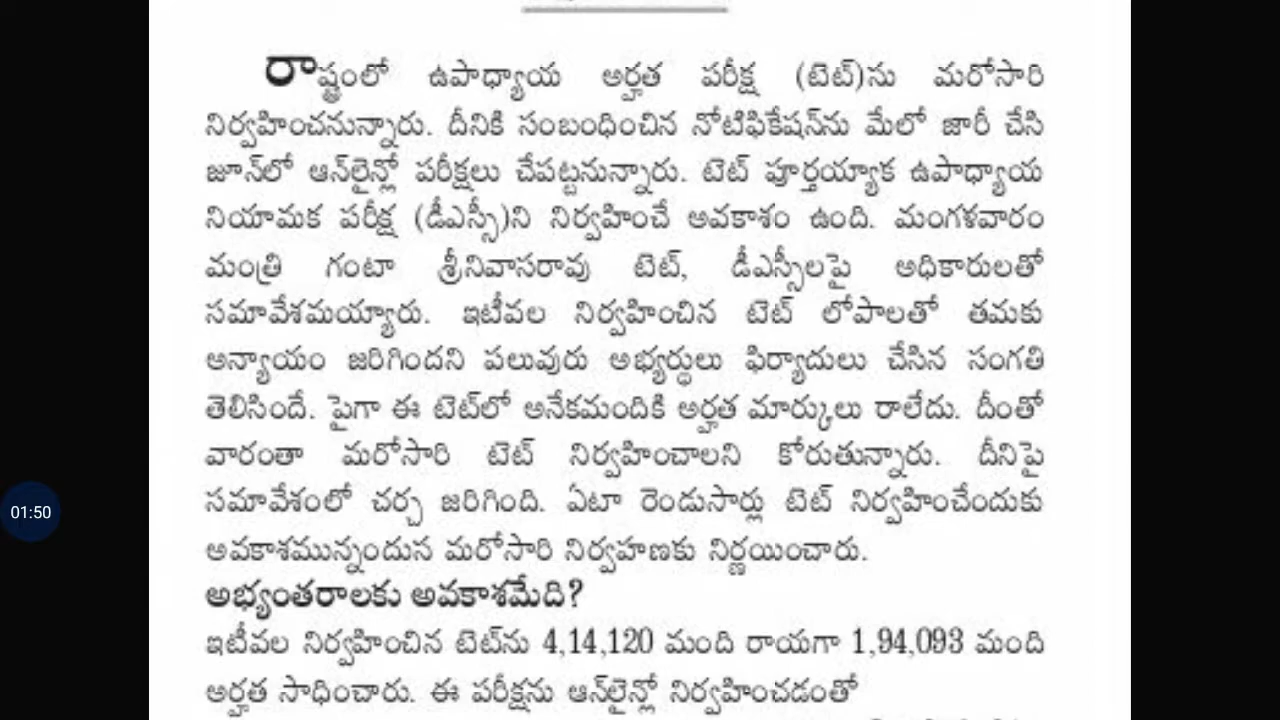 రాష్ట్రంలో ఉపాధ్యాయ అర్హత పరీక్ష (టెట్)ను మరోసారి
నిర్వహించనున్నారు. దీనికి సంబంధించిన నోటిఫికేషన్‌ను మేలో జారీ చేసి
జూన్‌లో ఆన్‌లైన్లో పరీక్షలు చేపట్టనున్నారు. టెట్ పూర్తయ్యాక ఉపాధ్యాయ
నియామక పరీక్ష (డీఎస్సీ)ని నిర్వహించే అవకాశం ఉంది. మంగళవారం
మంత్రి గంటా శ్రీనివాసరావు టెట్, డీఎస్సీలపై అధికారులతో
సమావేశమయ్యారు. ఇటీవల నిర్వహించిన టెట్ లోపాలతో తమకు
అన్యాయం జరిగిందని పలువురు అభ్యర్థులు ఫిర్యాదులు చేసిన సంగతి
తెలిసిందే. పైగా ఈ టెట్‌లో అనేకమందికి అర్హత మార్కులు రాలేదు. దీంతో
వారంతా మరోసారి టెట్ నిర్వహించాలని కోరుతున్నారు. దీనిపై
సమావేశంలో చర్చ జరిగింది. ఏటా రెండుసార్లు టెట్ నిర్వహించేందుకు
అవకాశమున్నందున మరోసారి నిర్వహణకు నిర్ణయించారు.
అభ్యంతరాలకు అవకాశమేది?
ఇటీవల నిర్వహించిన టెట్‌ను 4,14,120 మంది రాయగా 1,94,093 మంది
అర్హత సాధించారు. ఈ పరీక్షను ఆన్‌లైన్లో నిర్వహించడంతో
01:50